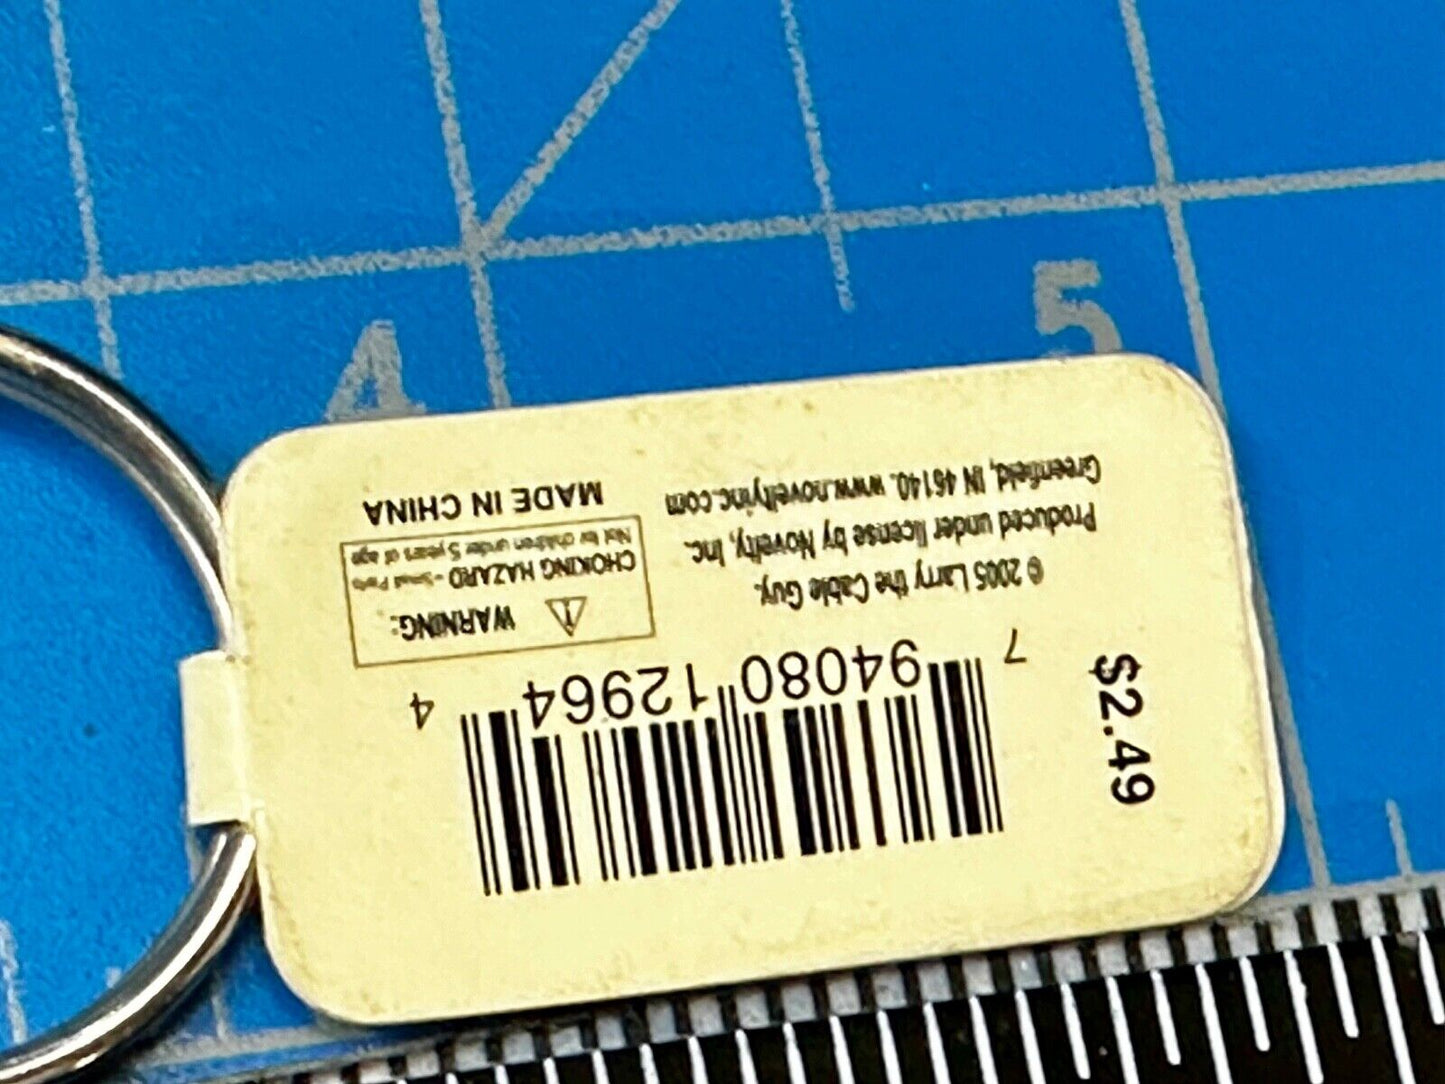 $2.49
7 94080 12964 4
© 2005 Larry the Cable Guy.
Produced under license by Novelty, Inc.
Greenfield, IN 46140. www.noveltyinc.com
WARNING:
CHOKING HAZARD - Small Parts
Not for children under 5 years of age
MADE IN CHINA
4
5